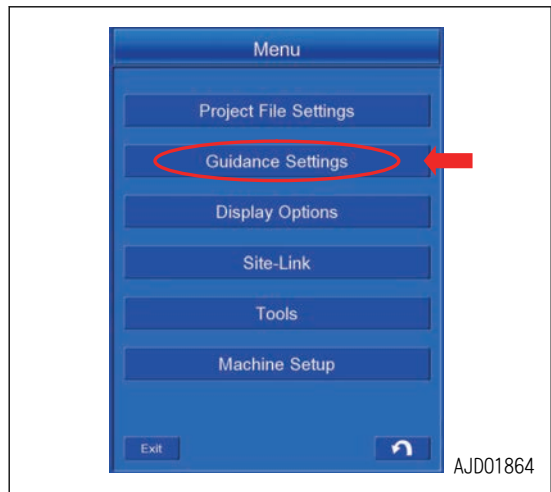 Menu
Project File Settings
Guidance Settings
Display Options
Site-Link
Tools
Machine Setup
Exit
AJD01864